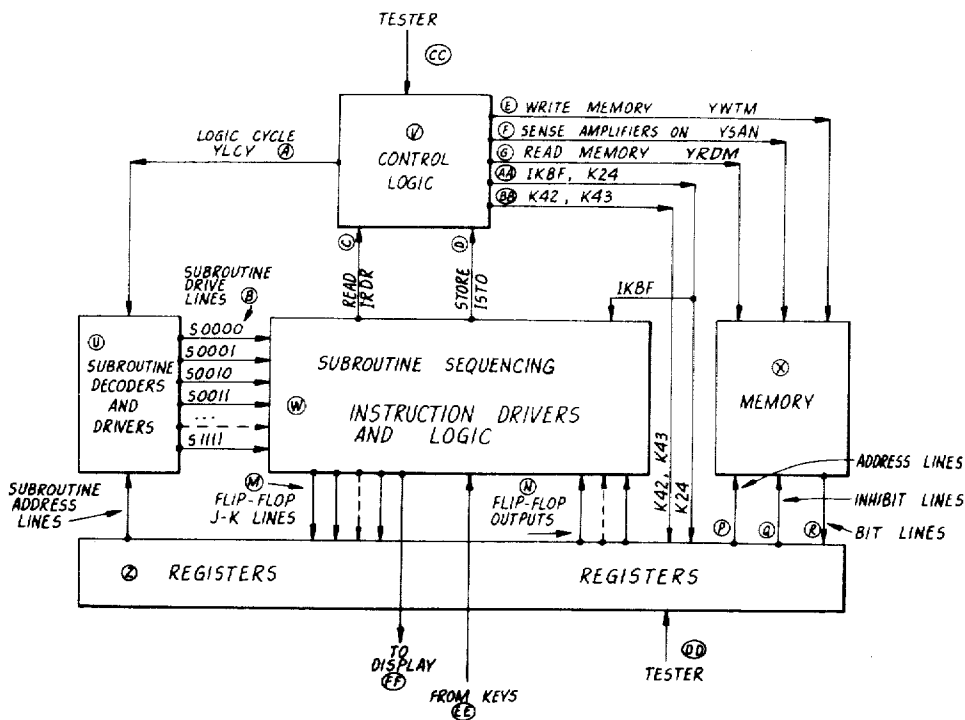 TESTER
CC
E WRITE MEMORY YWTM
F SENSE AMPLIFIERS ON YSAN
G READ MEMORY YRDM
AA IKBF, K24
BB K42, K43
LOGIC CYCLE
YLCY A
V
CONTROL
LOGIC
C
READ
IRDR
D
STORE
ISTO
IKBF
SUBROUTINE
DRIVE
LINES B
U
SUBROUTINE
DECODERS
AND
DRIVERS
S0000
S0001
S0010
S0011
...
S1111
SUBROUTINE SEQUENCING
W
INSTRUCTION DRIVERS
AND LOGIC
X
MEMORY
K42, K43
K24
SUBROUTINE
ADDRESS
LINES
M
FLIP-FLOP
J-K LINES
N
FLIP-FLOP
OUTPUTS
ADDRESS LINES
INHIBIT LINES
BIT LINES
P
Q
R
Z REGISTERS
REGISTERS
TO
DISPLAY
FF
FROM KEYS
EE
DD
TESTER